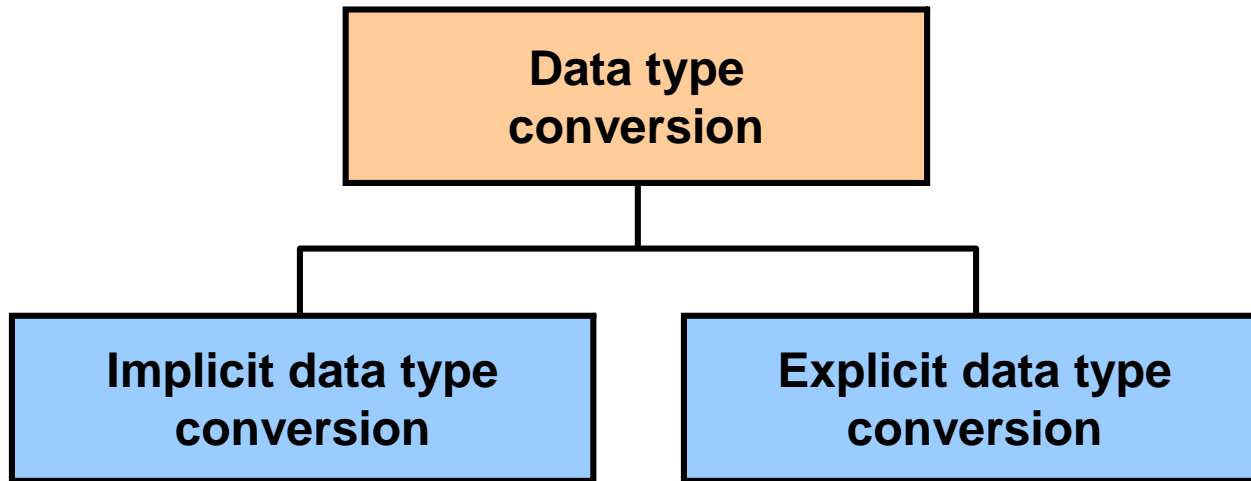 Data type
conversion
Implicit data type
conversion
Explicit data type
conversion